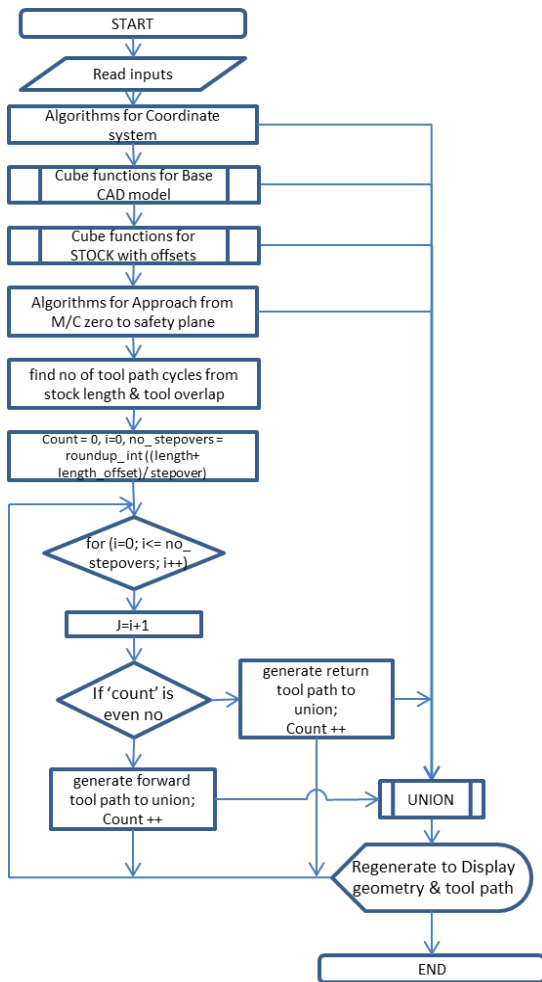 START
Read inputs
Algorithms for Coordinate
system
Cube functions for Base
CAD model
Cube functions for
STOCK with offsets
Algorithms for Approach from
M/C zero to safety plane
find no of tool path cycles from
stock length & tool overlap
Count = 0, i=0, no_ stepovers =
roundup_int ((length+
length_offset)/ stepover)
for (i=0; i<= no_
stepovers; i++)
J=i+1
If ‘count’ is
even no
generate return
tool path to
union;
Count ++
generate forward
tool path to union;
Count ++
UNION
Regenerate to Display
geometry & tool path
END